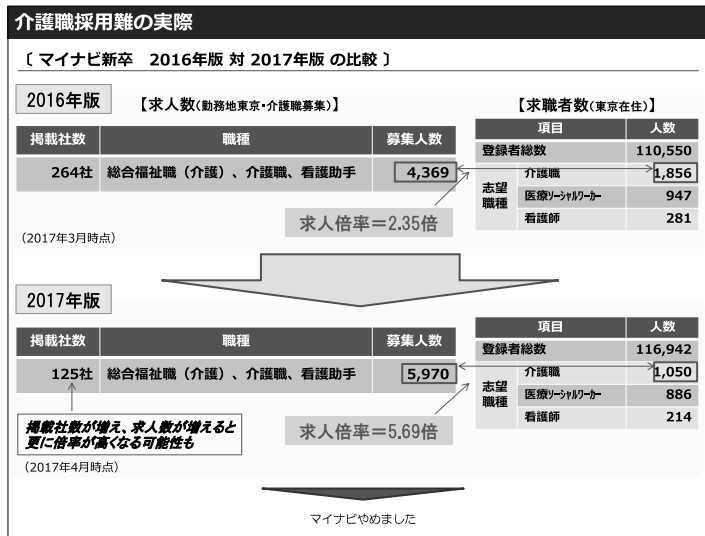 介護職採用難の実際
〔 マイナビ新卒　2016年版 対 2017年版 の比較 〕
2016年版
【求人数(勤務地東京・介護職募集)】
【求職者数(東京在住)】
掲載社数 職種 募集人数
264社 総合福祉職（介護）、介護職、看護助手 4,369
項目 人数
登録者総数 110,550
志望職種
介護職 1,856
医療ソーシャルワーカー 947
看護師 281
求人倍率＝2.35倍
（2017年3月時点）
2017年版
掲載社数 職種 募集人数
125社 総合福祉職（介護）、介護職、看護助手 5,970
項目 人数
登録者総数 116,942
志望職種
介護職 1,050
医療ソーシャルワーカー 886
看護師 214
掲載社数が増え、求人数が増えると
更に倍率が高くなる可能性も
求人倍率＝5.69倍
（2017年4月時点）
マイナビやめました